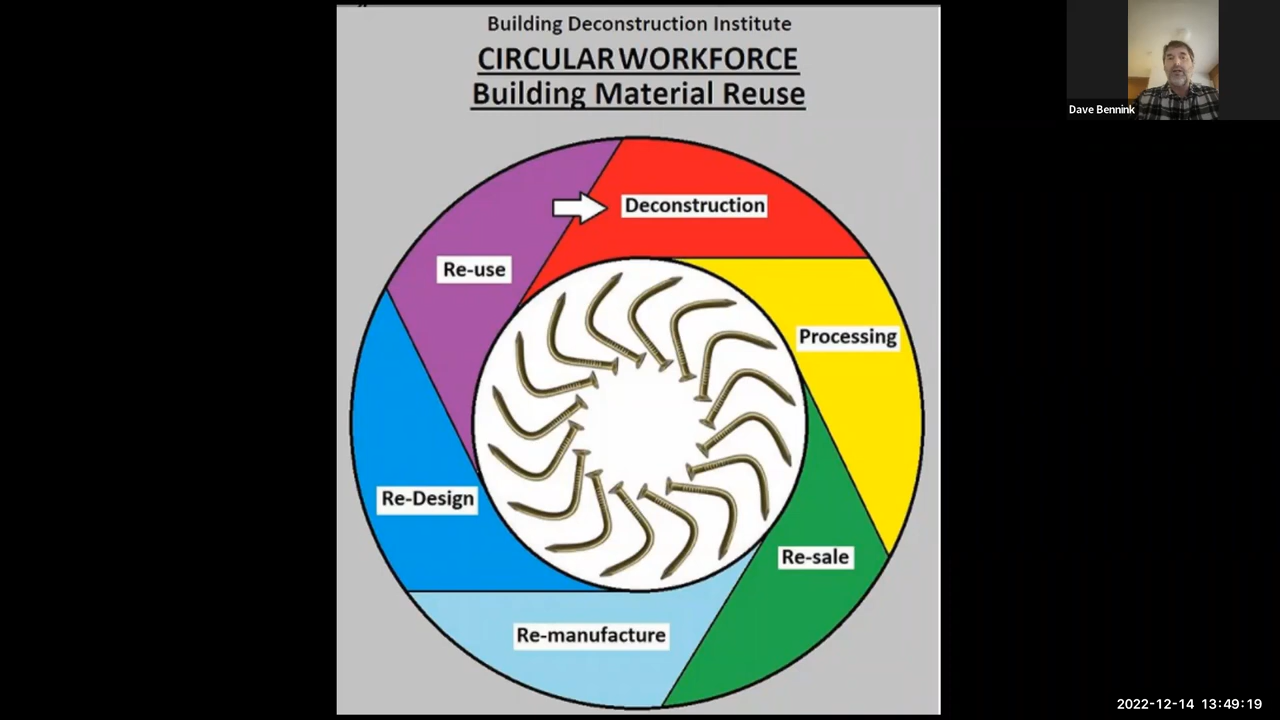 Building Deconstruction Institute
CIRCULAR WORKFORCE
Building Material Reuse
Dave Bennink
Deconstruction
Re-use
Processing
Re-Design
Re-sale
Re-manufacture
2022-12-14 13:49:19